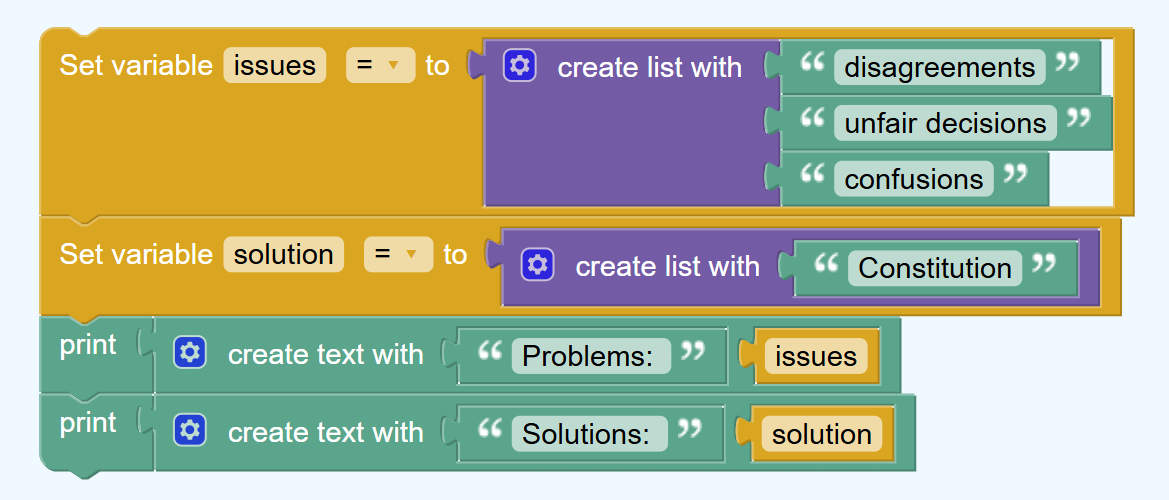 Set variable issues = to create list with “ disagreements ”
“ unfair decisions ”
“ confusions ”
Set variable solution = to create list with “ Constitution ”
print create text with “ Problems: ” issues
print create text with “ Solutions: ” solution